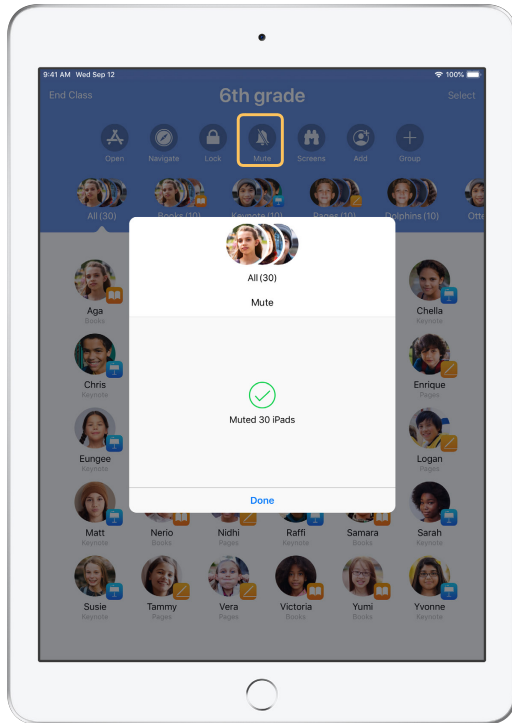 9:41 AM Wed Sep 12 100%
End Class 6th grade Select
Open Navigate Lock Mute Screens Add Group
All (30) Books (10) Keynote (10) Pages (10) Dolphins (10) Otte
All (30)
Mute
Aga Chella
Books Keynote
Chris Enrique
Keynote Pages
Muted 30 iPads
Eungee Logan
Keynote Pages
Done
Matt Nerio Nidhi Raffi Samara Sarah
Keynote Books Pages Keynote Books Keynote
Susie Tammy Vera Victoria Yumi Yvonne
Keynote Pages Pages Books Books Keynote